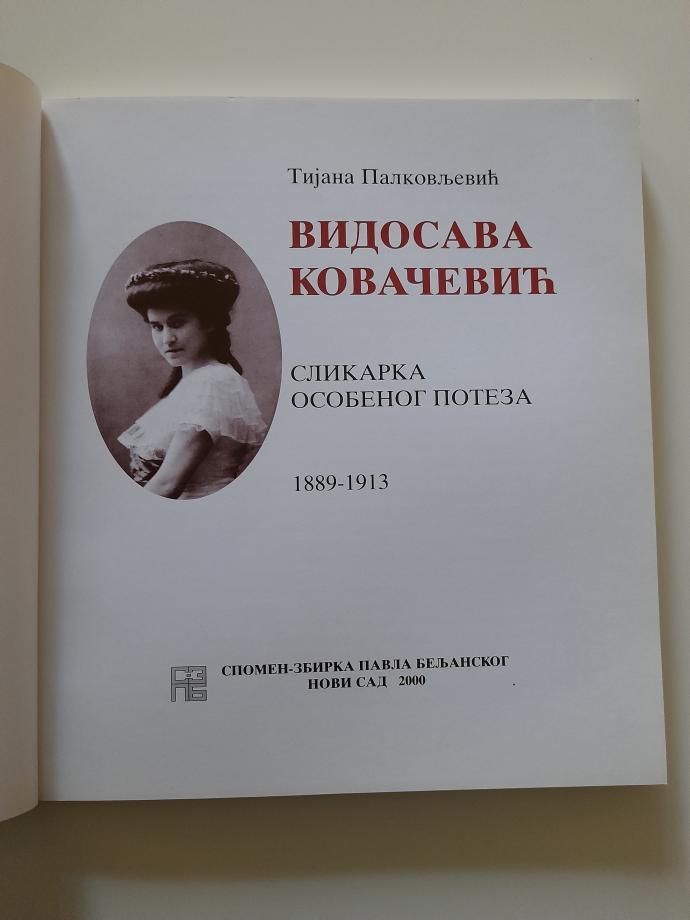 Тијана Палковљевић
ВИДОСАВА
КОВАЧЕВИЋ
СЛИКАРКА
ОСОБЕНОГ ПОТЕЗА
1889-1913
СПОМЕН-ЗБИРКА ПАВЛА БЕЉАНСКОГ
НОВИ САД 2000